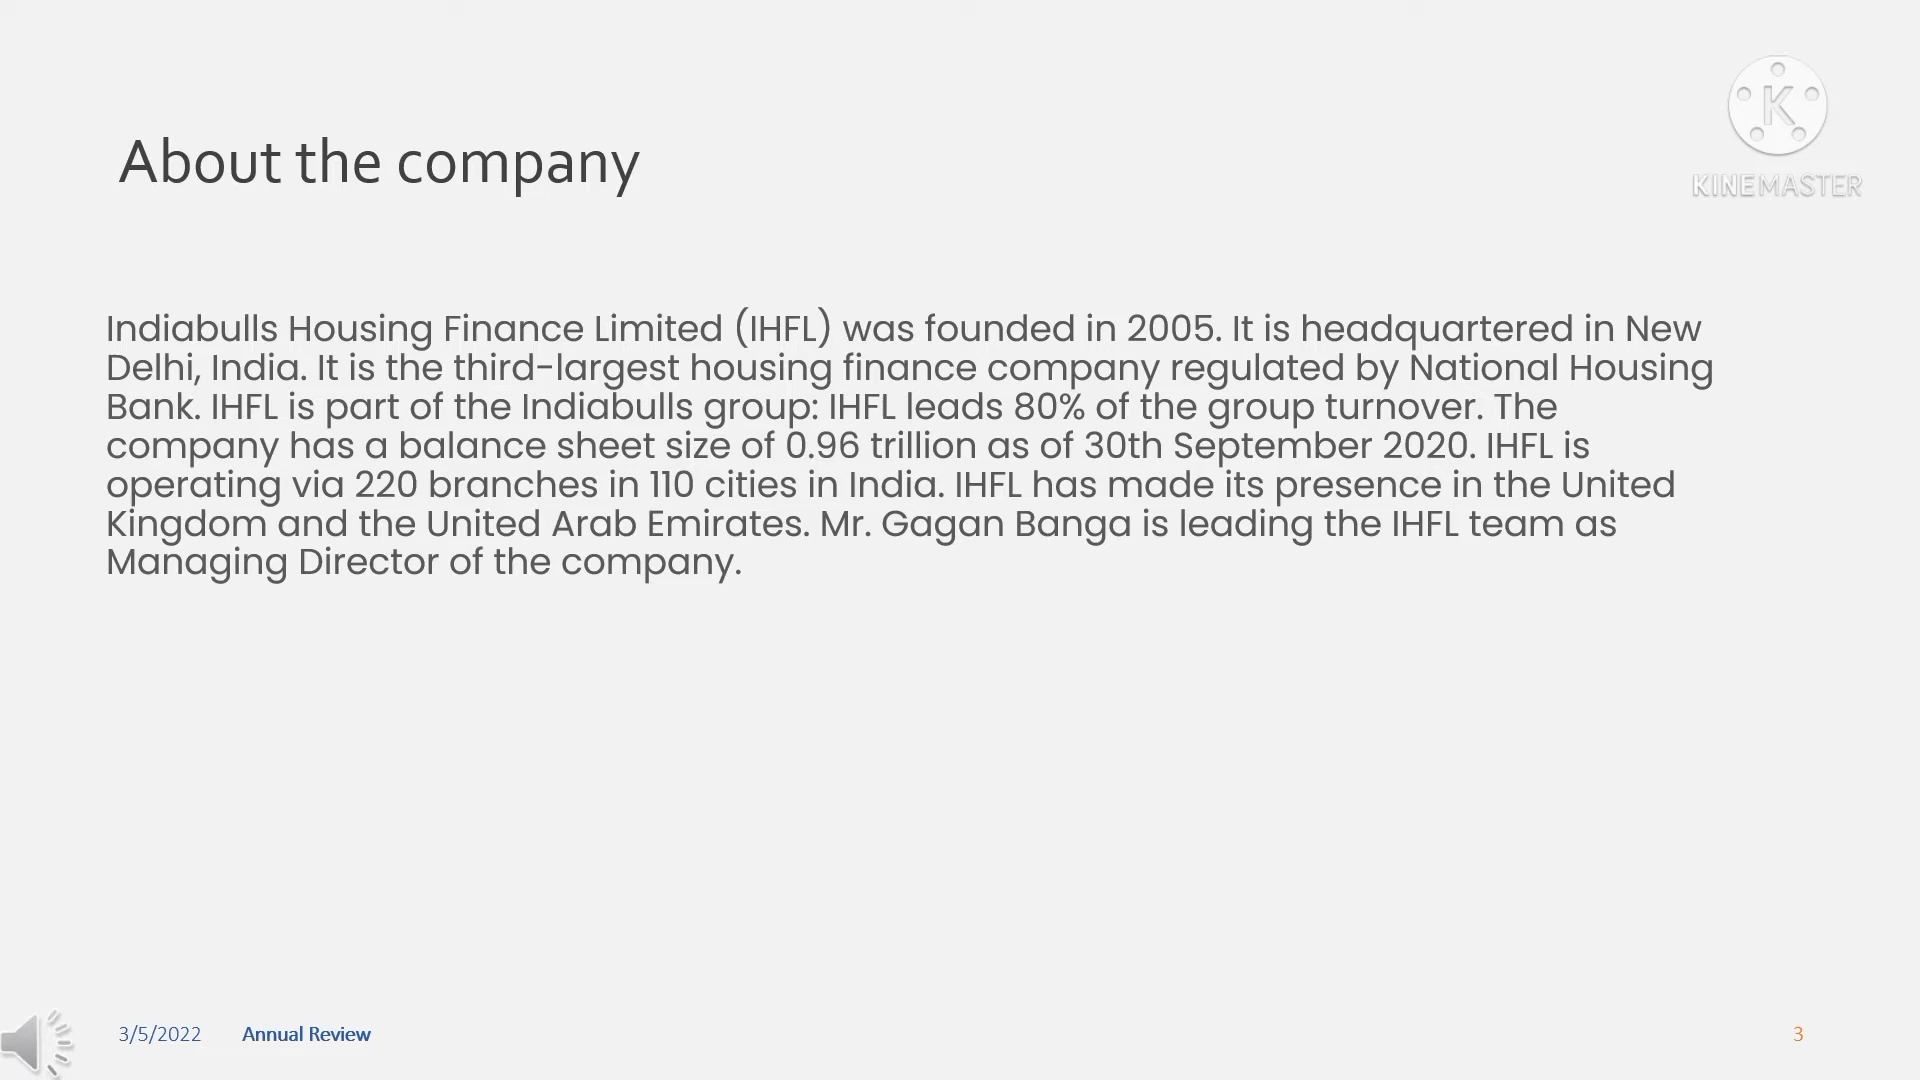 K
KINEMASTER
About the company
Indiabulls Housing Finance Limited (IHFL) was founded in 2005. It is headquartered in New
Delhi, India. It is the third-largest housing finance company regulated by National Housing
Bank. IHFL is part of the Indiabulls group: IHFL leads 80% of the group turnover. The
company has a balance sheet size of 0.96 trillion as of 30th September 2020. IHFL is
operating via 220 branches in 110 cities in India. IHFL has made its presence in the United
Kingdom and the United Arab Emirates. Mr. Gagan Banga is leading the IHFL team as
Managing Director of the company.
3/5/2022 Annual Review 3